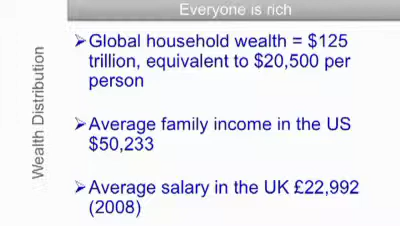 Everyone is rich
Wealth Distribution
➢Global household wealth = $125
trillion, equivalent to $20,500 per
person
➢Average family income in the US
$50,233
➢Average salary in the UK £22,992
(2008)